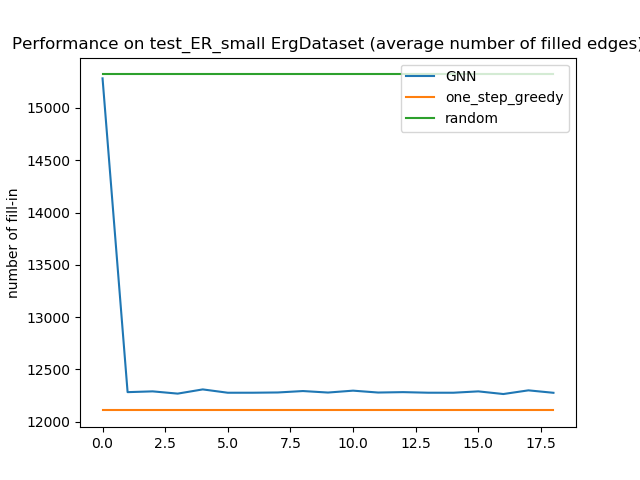 Performance on test_ER_small ErgDataset (average number of filled edges)
GNN
one_step_greedy
random
number of fill-in
15000
14500
14000
13500
13000
12500
12000
0.0 2.5 5.0 7.5 10.0 12.5 15.0 17.5